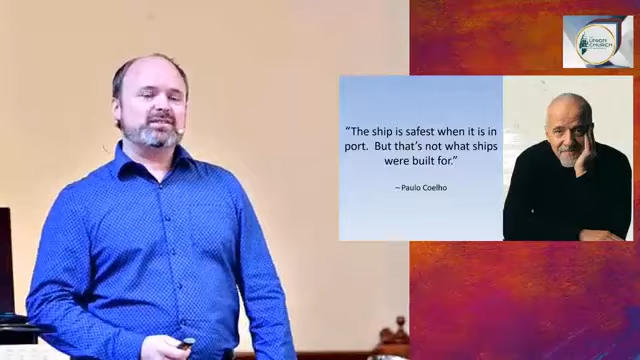 UNION
CHURCH
“The ship is safest when it is in
port.  But that’s not what ships
were built for.”
– Paulo Coelho